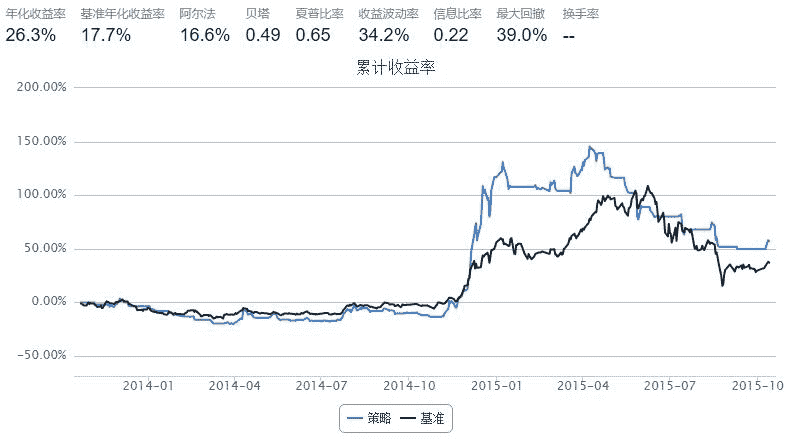 年化收益率 基准年化收益率 阿尔法 贝塔 夏普比率 收益波动率 信息比率 最大回撤 换手率
26.3% 17.7% 16.6% 0.49 0.65 34.2% 0.22 39.0% --
累计收益率
200.00%
150.00%
100.00%
50.00%
0.00%
-50.00%
2014-01 2014-04 2014-07 2014-10 2015-01 2015-04 2015-07 2015-10
策略 基准